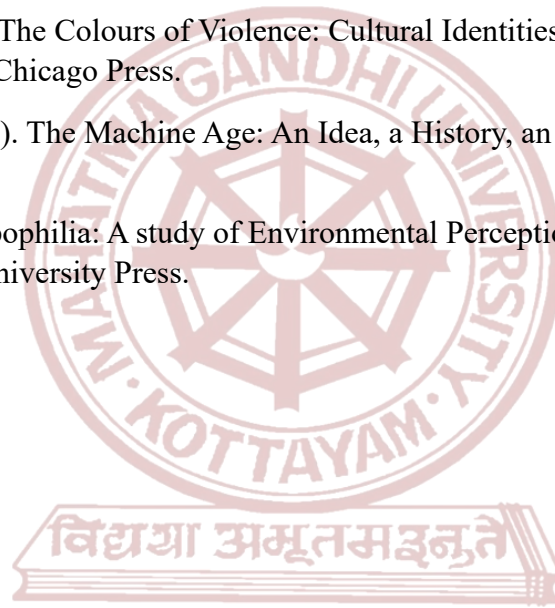 The Colours of Violence: Cultural Identities
Chicago Press.
). The Machine Age: An Idea, a History, an
pophilia: A study of Environmental Perceptio
niversity Press.
MAHATMA GANDHI UNIVERSITY
KOTTAYAM
विद्यया अमृतमश्नुते